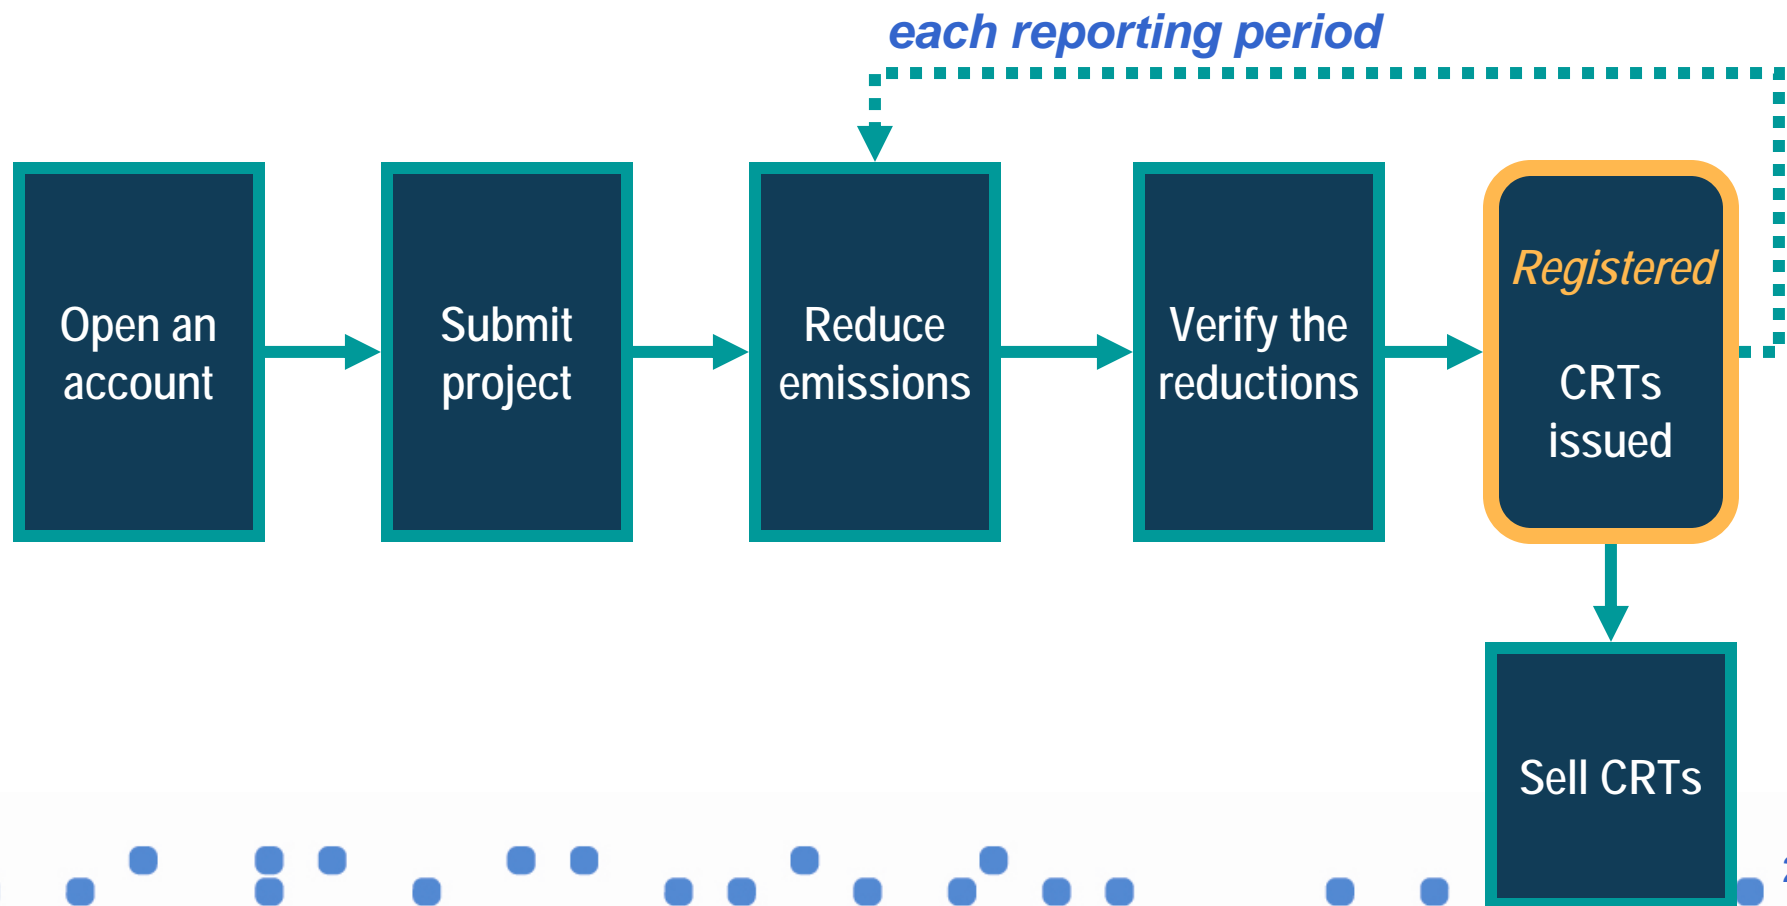 each reporting period
Open an
account
Submit
project
Reduce
emissions
Verify the
reductions
Registered
CRTs
issued
Sell CRTs